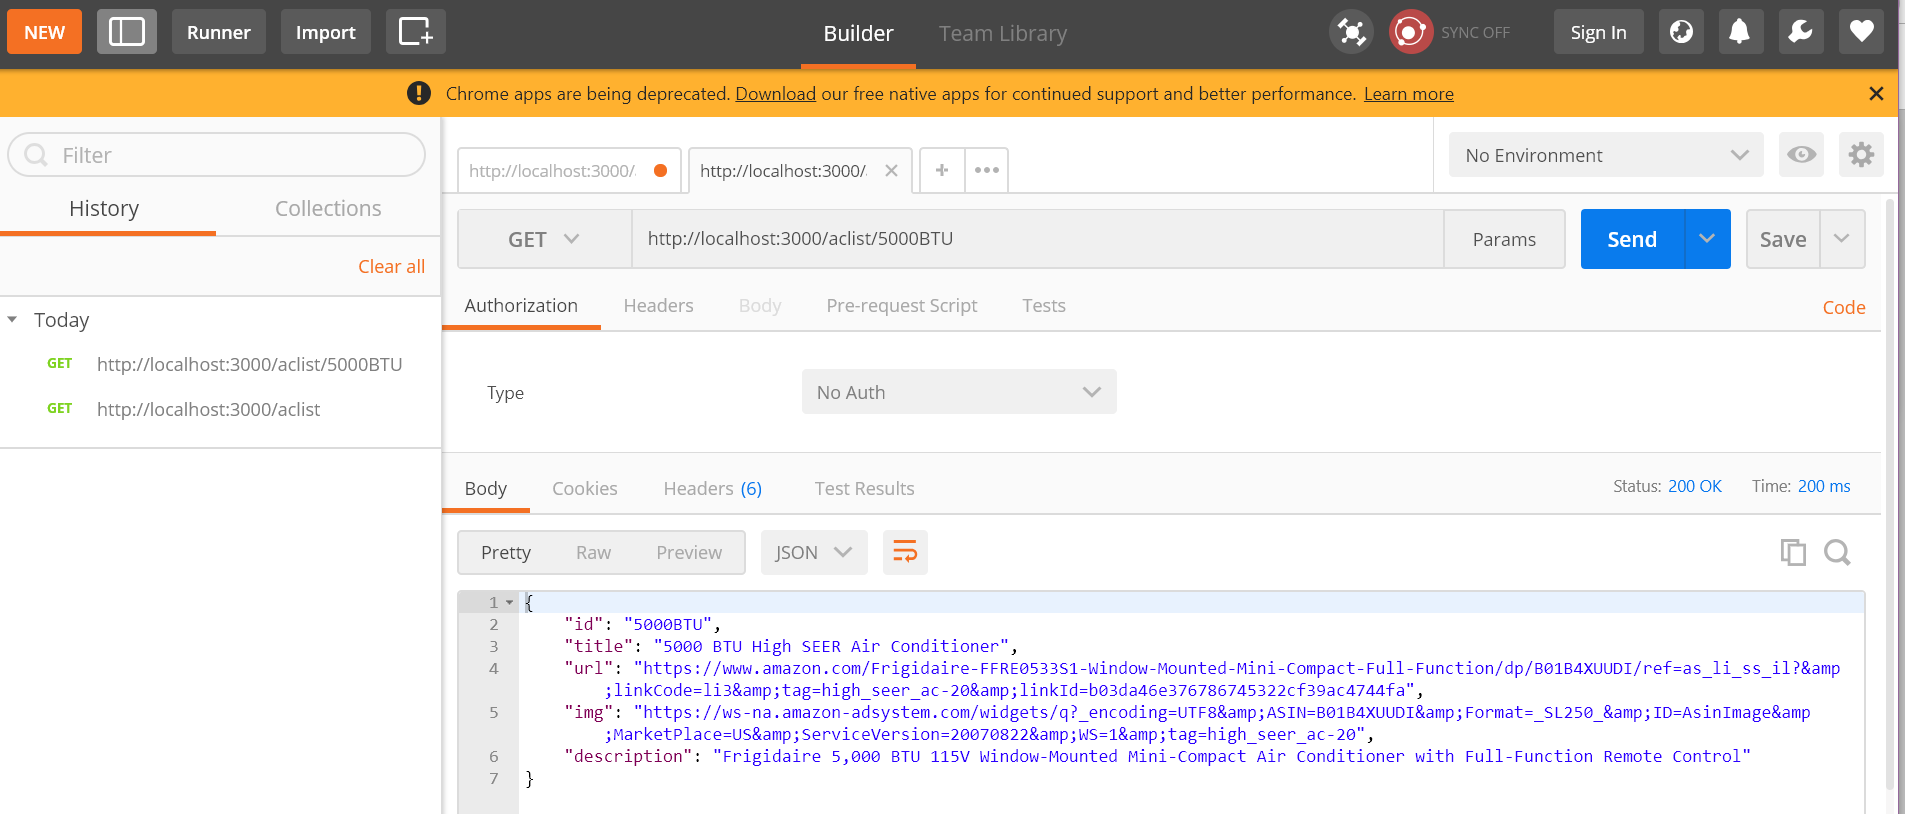 NEW Runner Import Builder Team Library SYNC OFF Sign In
Chrome apps are being deprecated. Download our free native apps for continued support and better performance. Learn more
Filter
History Collections
Clear all
Today
GET http://localhost:3000/aclist/5000BTU
GET http://localhost:3000/aclist
http://localhost:3000/ http://localhost:3000/ No Environment
GET http://localhost:3000/aclist/5000BTU Params Send Save
Authorization Headers Body Pre-request Script Tests Code
Type No Auth
Body Cookies Headers (6) Test Results Status: 200 OK Time: 200 ms
Pretty Raw Preview JSON
1 {
2 "id": "5000BTU",
3 "title": "5000 BTU High SEER Air Conditioner",
4 "url": "https://www.amazon.com/Frigidaire-FFRE0533S1-Window-Mounted-Mini-Compact-Full-Function/dp/B01B4XUUDI/ref=as_li_ss_il?&amp
;linkCode=li3&amp;tag=high_seer_ac-20&amp;linkId=b03da46e376786745322cf39ac4744fa",
5 "img": "https://ws-na.amazon-adsystem.com/widgets/q?_encoding=UTF8&amp;ASIN=B01B4XUUDI&amp;Format=_SL250_&amp;ID=AsinImage&amp
;MarketPlace=US&amp;ServiceVersion=20070822&amp;WS=1&amp;tag=high_seer_ac-20",
6 "description": "Frigidaire 5,000 BTU 115V Window-Mounted Mini-Compact Air Conditioner with Full-Function Remote Control"
7 }